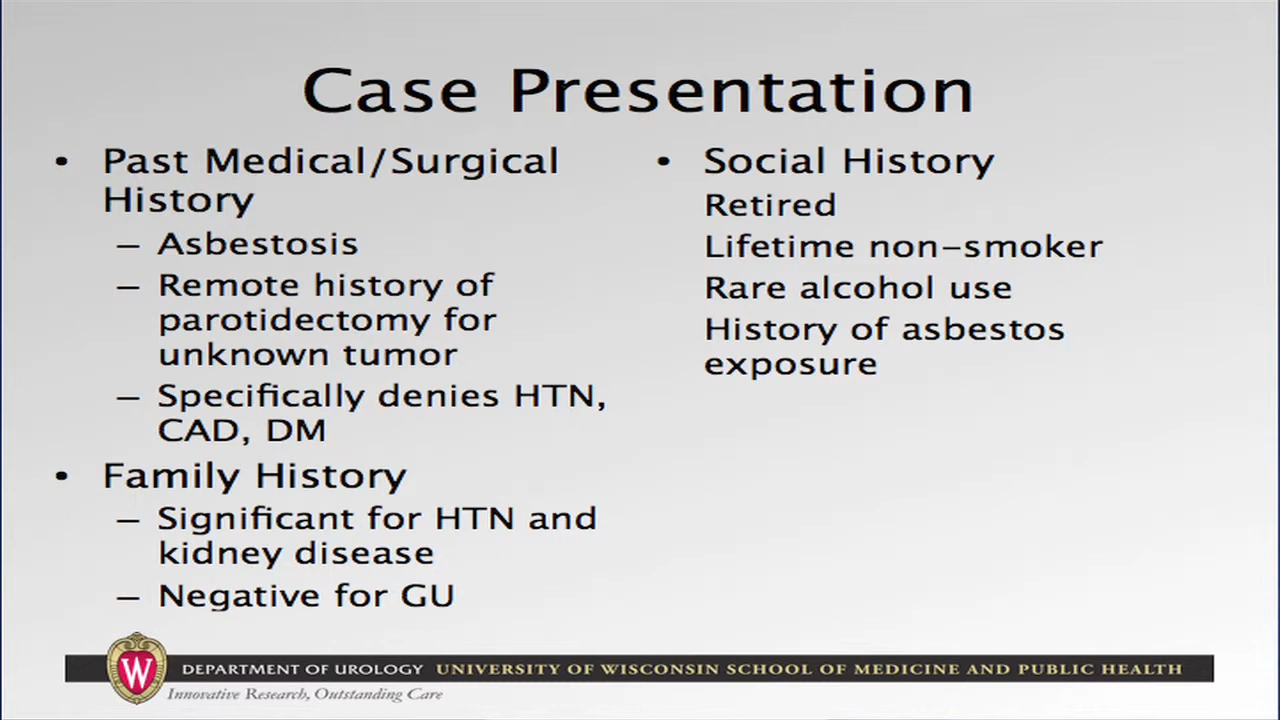 Case Presentation
• Past Medical/Surgical
History
– Asbestosis
– Remote history of
parotidectomy for
unknown tumor
– Specifically denies HTN,
CAD, DM
• Family History
– Significant for HTN and
kidney disease
– Negative for GU
• Social History
Retired
Lifetime non–smoker
Rare alcohol use
History of asbestos
exposure
W
DEPARTMENT OF UROLOGY UNIVERSITY OF WISCONSIN SCHOOL OF MEDICINE AND PUBLIC HEALTH
Innovative Research, Outstanding Care